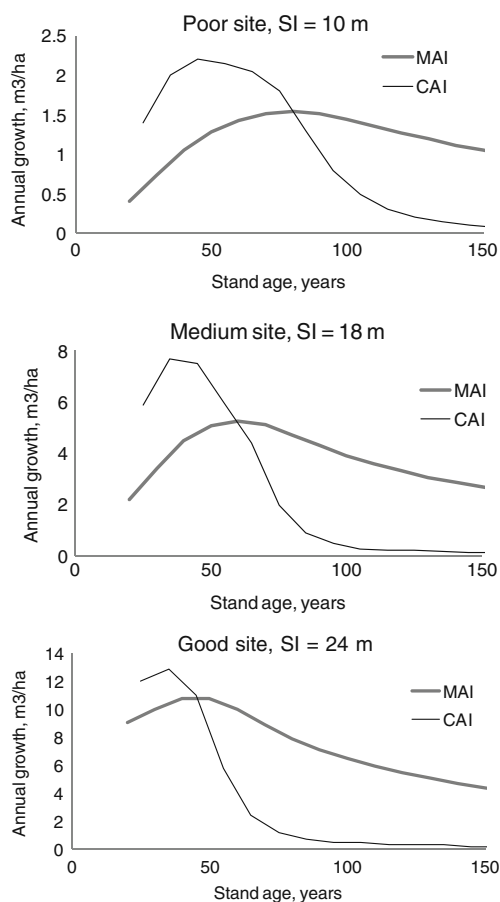 Poor site, SI = 10 m
Annual growth, m3/ha
2.5
2
1.5
1
0.5
0
0 50 100 150
Stand age, years
MAI
CAI
Medium site, SI = 18 m
Annual growth, m3/ha
8
6
4
2
0
0 50 100 150
Stand age, years
MAI
CAI
Good site, SI = 24 m
Annual growth, m3/ha
14
12
10
8
6
4
2
0
0 50 100 150
Stand age, years
MAI
CAI